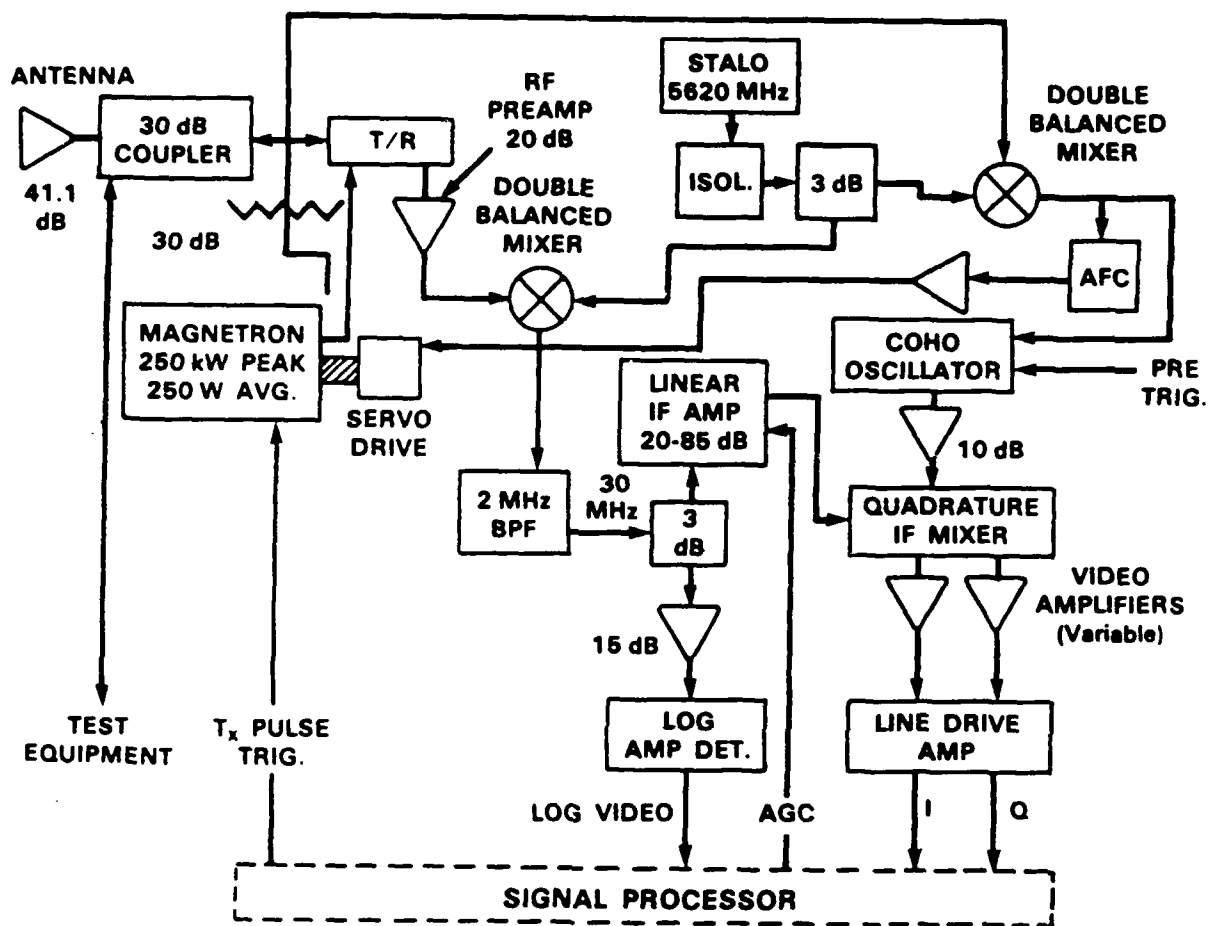 ANTENNA
30 dB
COUPLER
41.1
dB
30 dB
T/R
RF
PREAMP
20 dB
DOUBLE
BALANCED
MIXER
STALO
5620 MHz
ISOL.
3 dB
DOUBLE
BALANCED
MIXER
AFC
MAGNETRON
250 kW PEAK
250 W AVG.
SERVO
DRIVE
LINEAR
IF AMP
20-85 dB
COHO
OSCILLATOR
PRE
TRIG.
10 dB
2 MHz
BPF
30
MHz
3
dB
QUADRATURE
IF MIXER
VIDEO
AMPLIFIERS
(Variable)
15 dB
LOG
AMP DET.
LINE DRIVE
AMP
TEST
EQUIPMENT
Tx PULSE
TRIG.
LOG VIDEO
AGC
I
Q
SIGNAL PROCESSOR